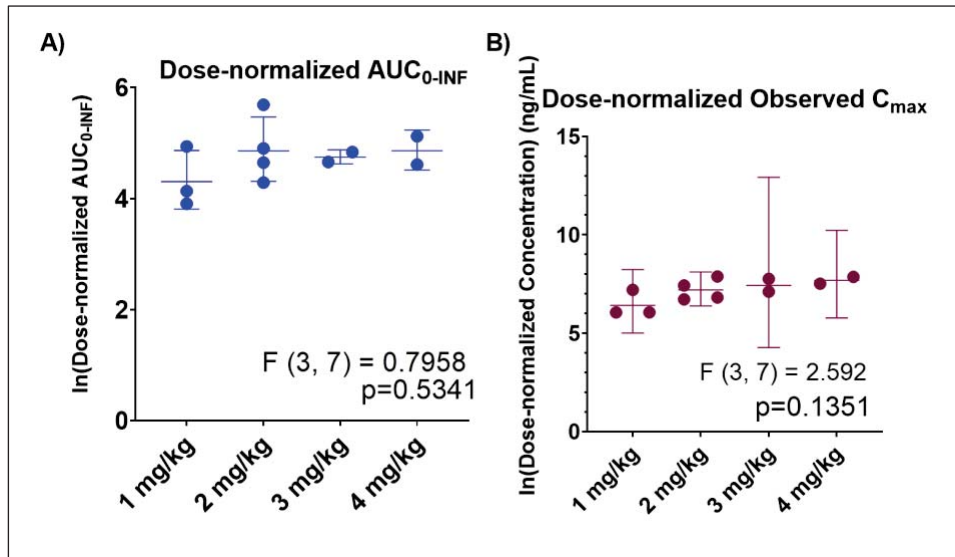 A)
Dose-normalized AUC0-INF
ln(Dose-normalized AUC0-INF)
6
4
2
0
F (3, 7) = 0.7958
p=0.5341
1 mg/kg
2 mg/kg
3 mg/kg
4 mg/kg
B)
Dose-normalized Observed Cmax
ln(Dose-normalized Concentration) (ng/mL)
15
10
5
0
F (3, 7) = 2.592
p=0.1351
1 mg/kg
2 mg/kg
3 mg/kg
4 mg/kg